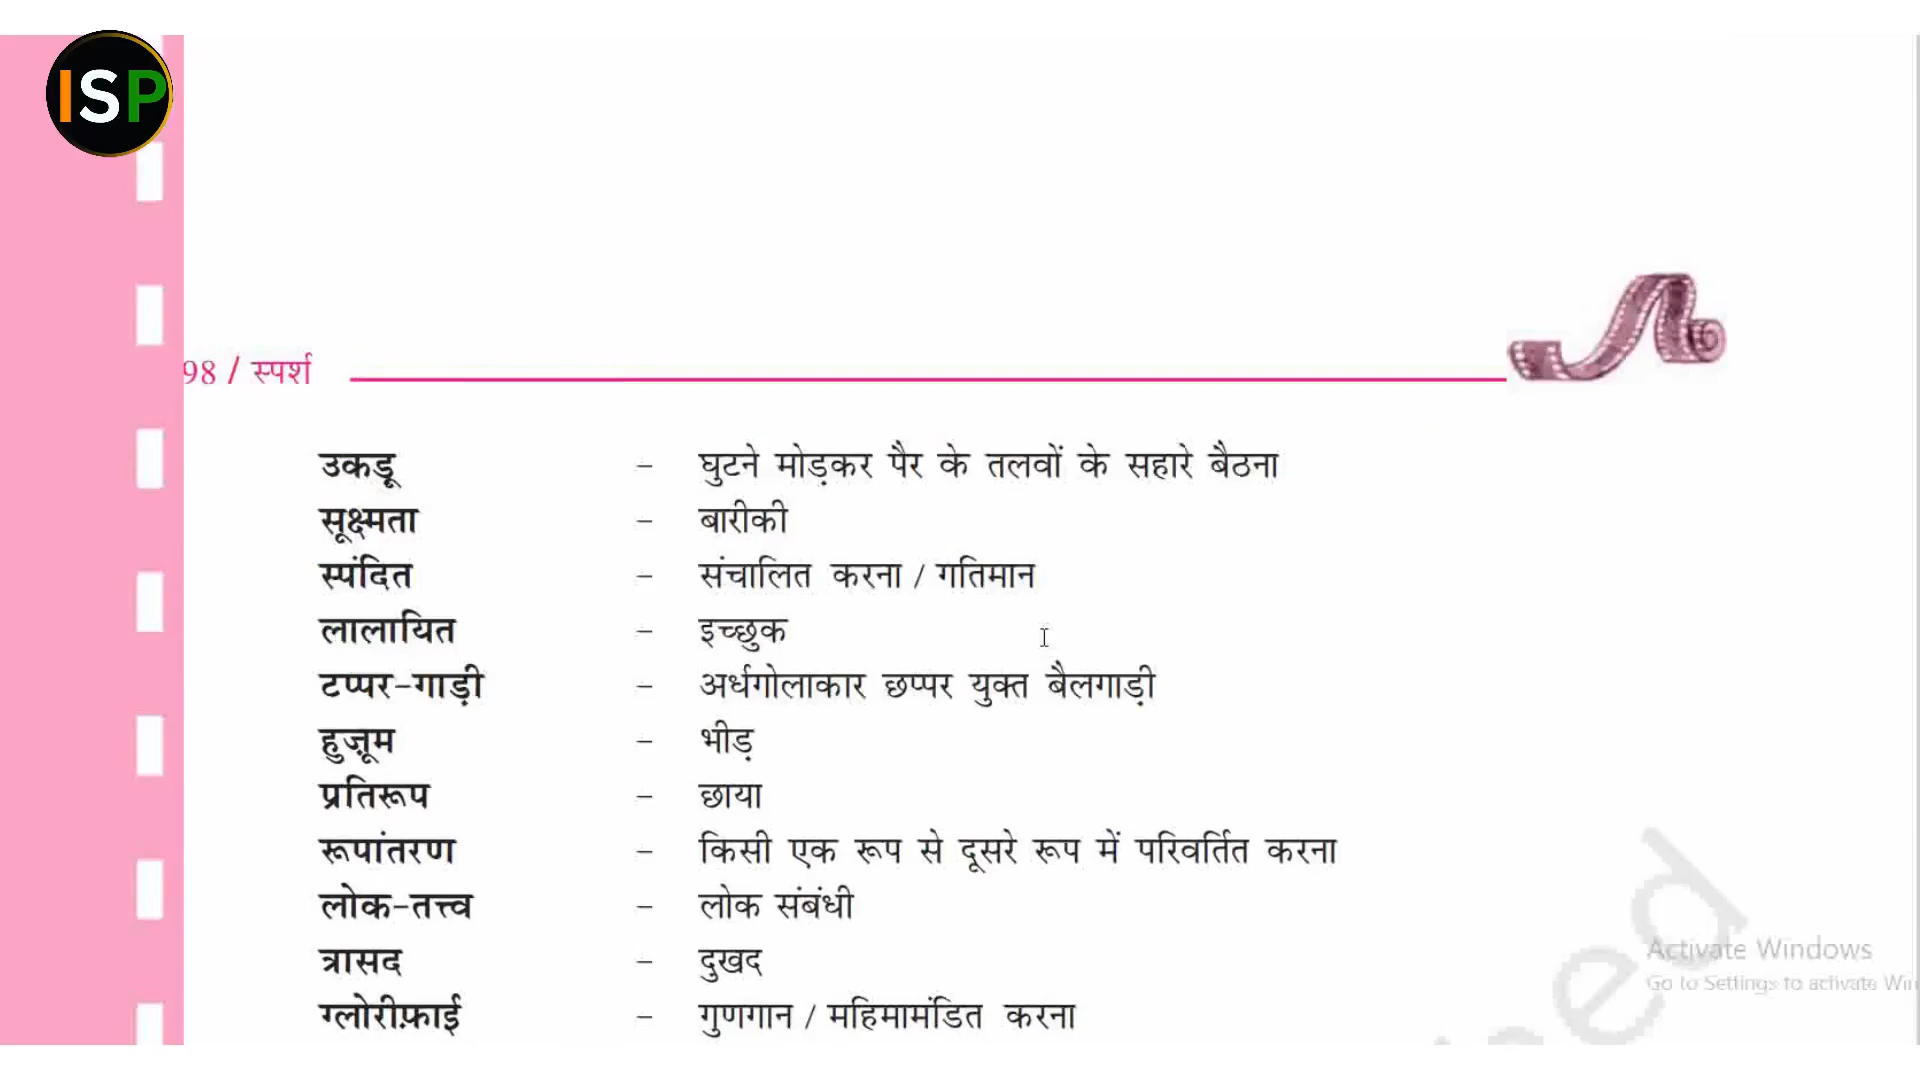 ISP
98 / स्पर्श
उकड़ू – घुटने मोड़कर पैर के तलवों के सहारे बैठना
सूक्ष्मता – बारीकी
स्पंदित – संचालित करना / गतिमान
लालायित – इच्छुक
टप्पर-गाड़ी – अर्धगोलाकार छप्पर युक्त बैलगाड़ी
हुज़ूम – भीड़
प्रतिरूप – छाया
रूपांतरण – किसी एक रूप से दूसरे रूप में परिवर्तित करना
लोक-तत्त्व – लोक संबंधी
त्रासद – दुखद
ग्लोरीफ़ाई – गुणगान / महिमामंडित करना
Activate Windows
Go to Settings to activate Win